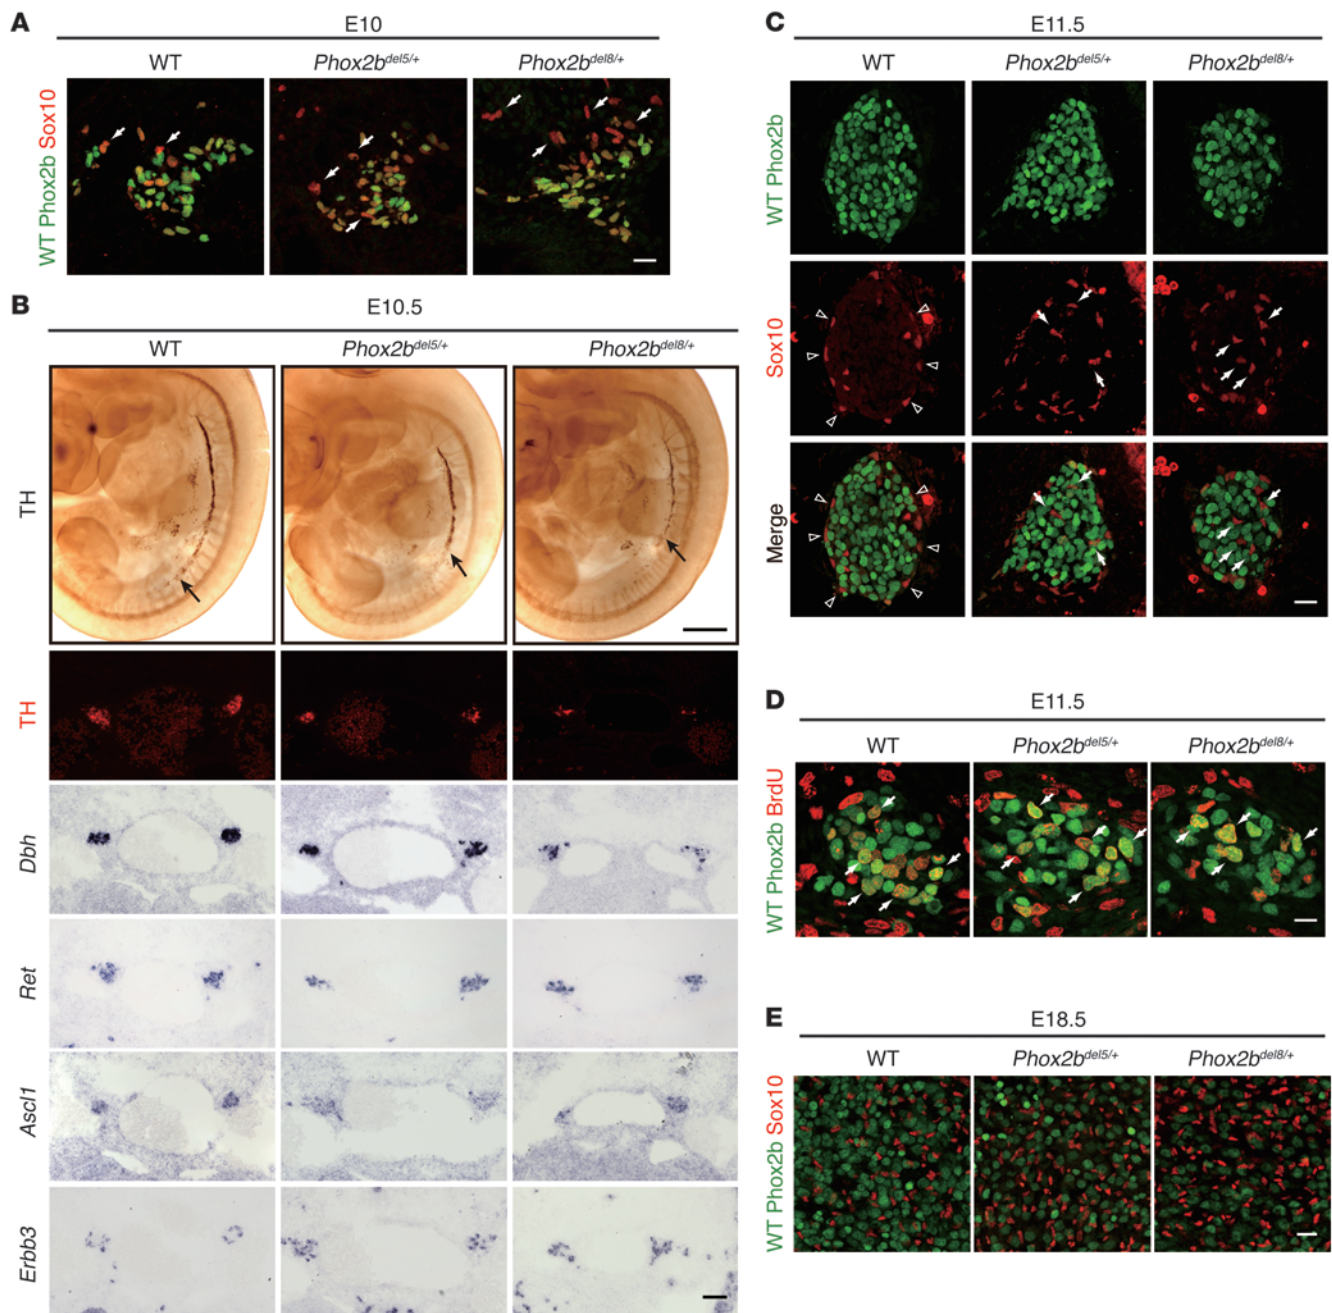 A
E10
WT Phox2b^del5/+ Phox2b^del8/+
WT Phox2b Sox10
B
E10.5
WT Phox2b^del5/+ Phox2b^del8/+
TH
TH
Dbh
Ret
Ascl1
Erbb3
C
E11.5
WT Phox2b^del5/+ Phox2b^del8/+
WT Phox2b
Sox10
Merge
D
E11.5
WT Phox2b^del5/+ Phox2b^del8/+
WT Phox2b BrdU
E
E18.5
WT Phox2b^del5/+ Phox2b^del8/+
WT Phox2b Sox10